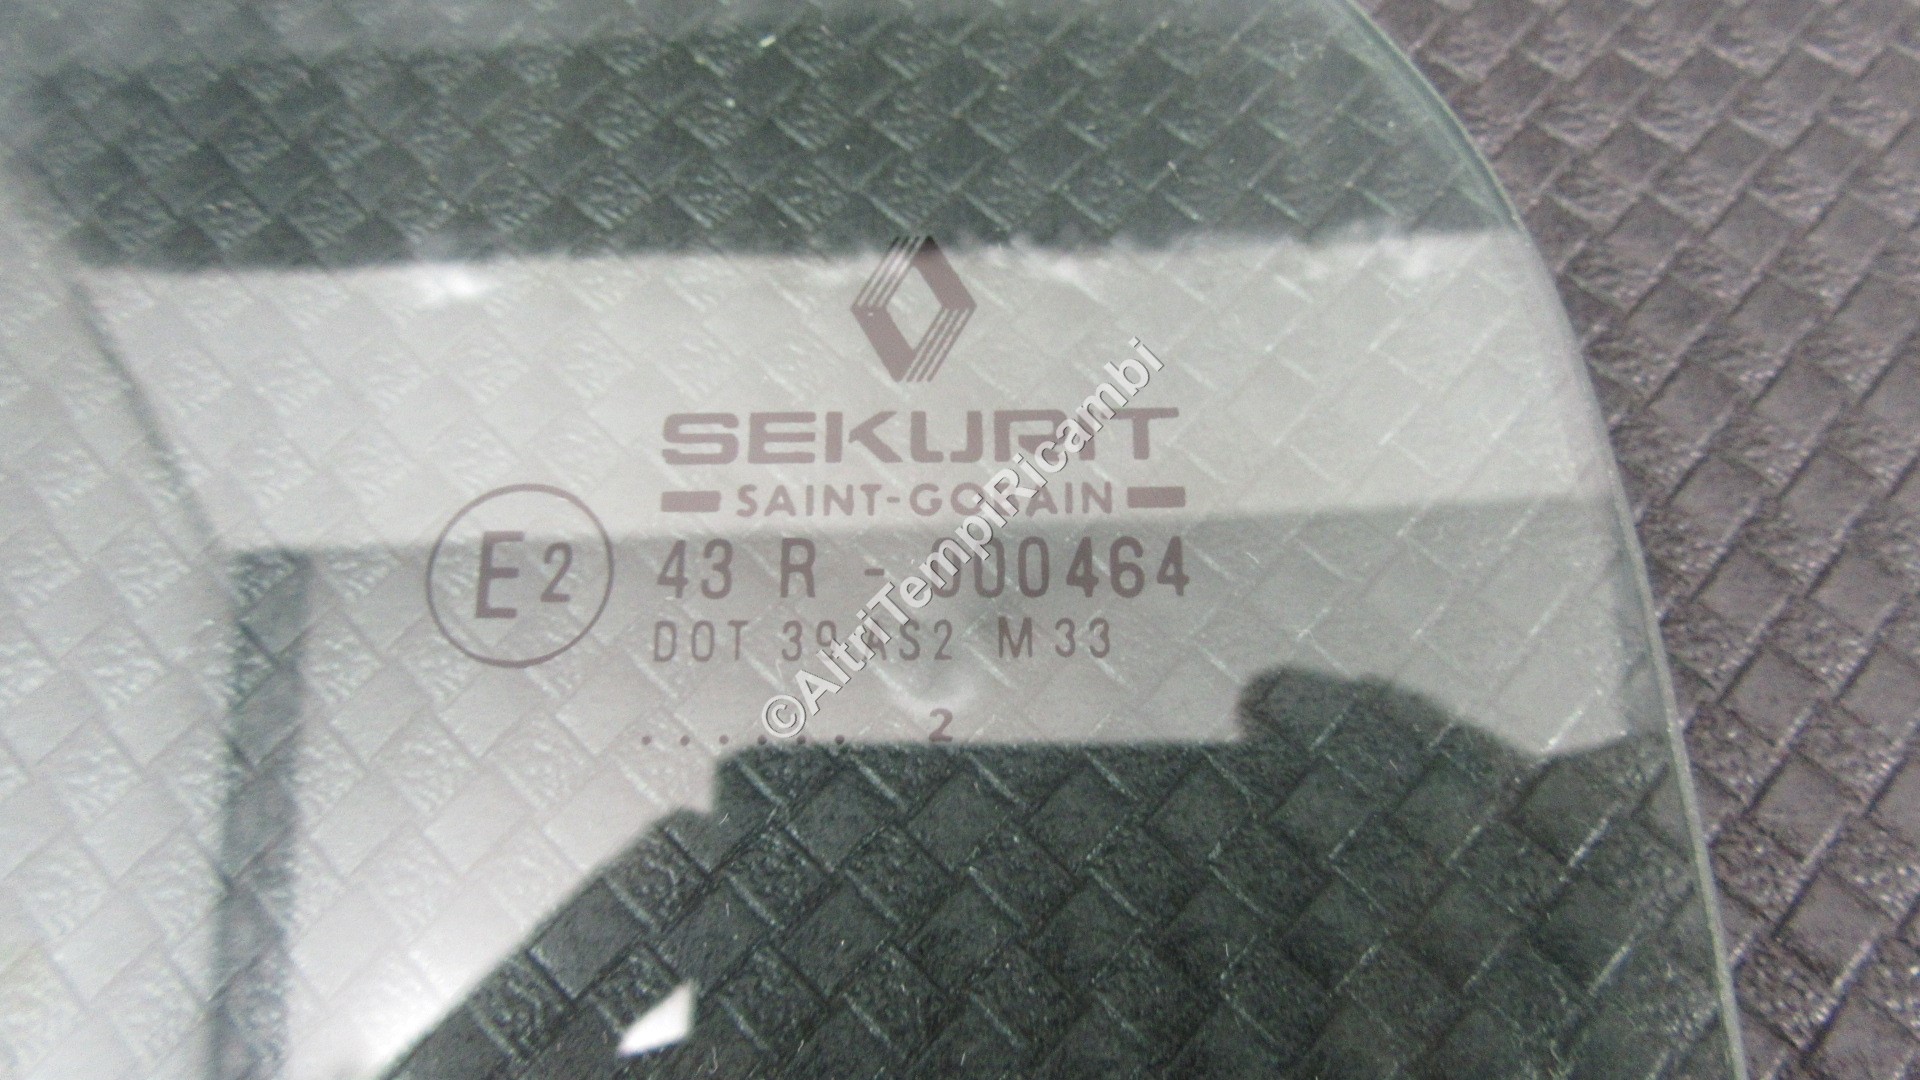 SEKURIT
SAINT-GOBAIN
E2 43 R - 000464
DOT 39 AS2 M33
...... 2
©AltriTempiRicambi